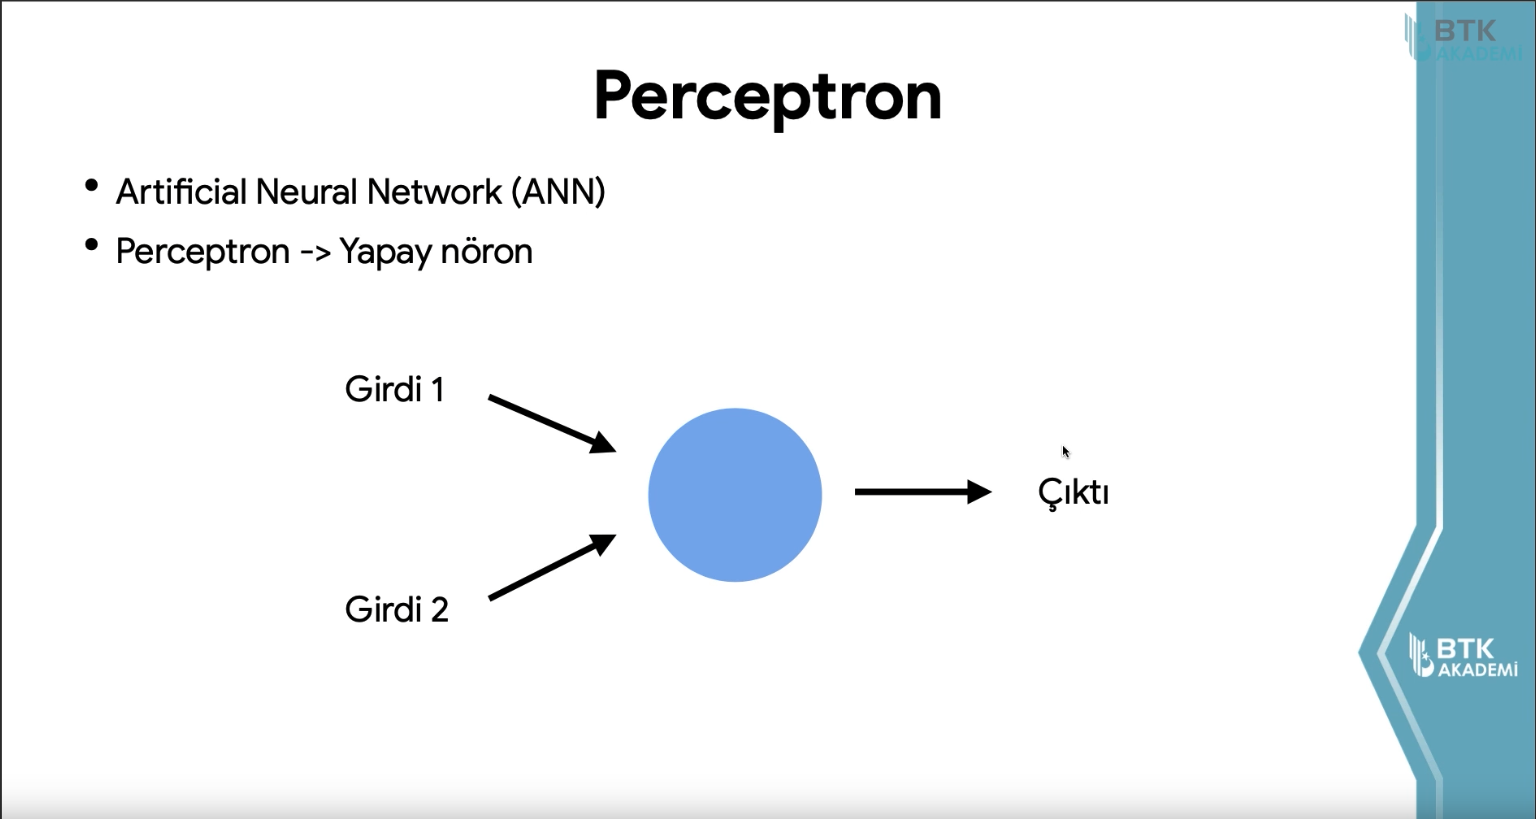 BTK
AKADEMİ
Perceptron
• Artificial Neural Network (ANN)
• Perceptron -> Yapay nöron
Girdi 1
Çıktı
Girdi 2
BTK
AKADEMİ